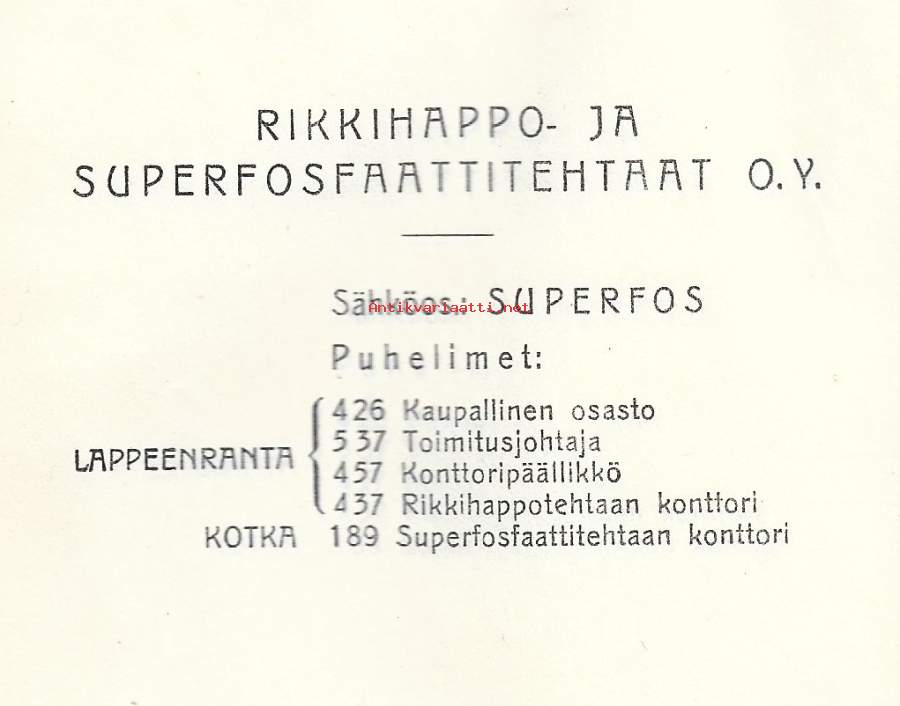 RIKKIHAPPO- JA
SUPERFOSFAATTITEHTAAT O.Y.
Sähköos.: SUPERFOS
Antikvariaatti.net
Puhelimet:
426 Kaupallinen osasto
537 Toimitusjohtaja
LAPPEENRANTA
457 Konttoripäällikkö
437 Rikkihappotehtaan konttori
KOTKA 189 Superfosfaattitehtaan konttori